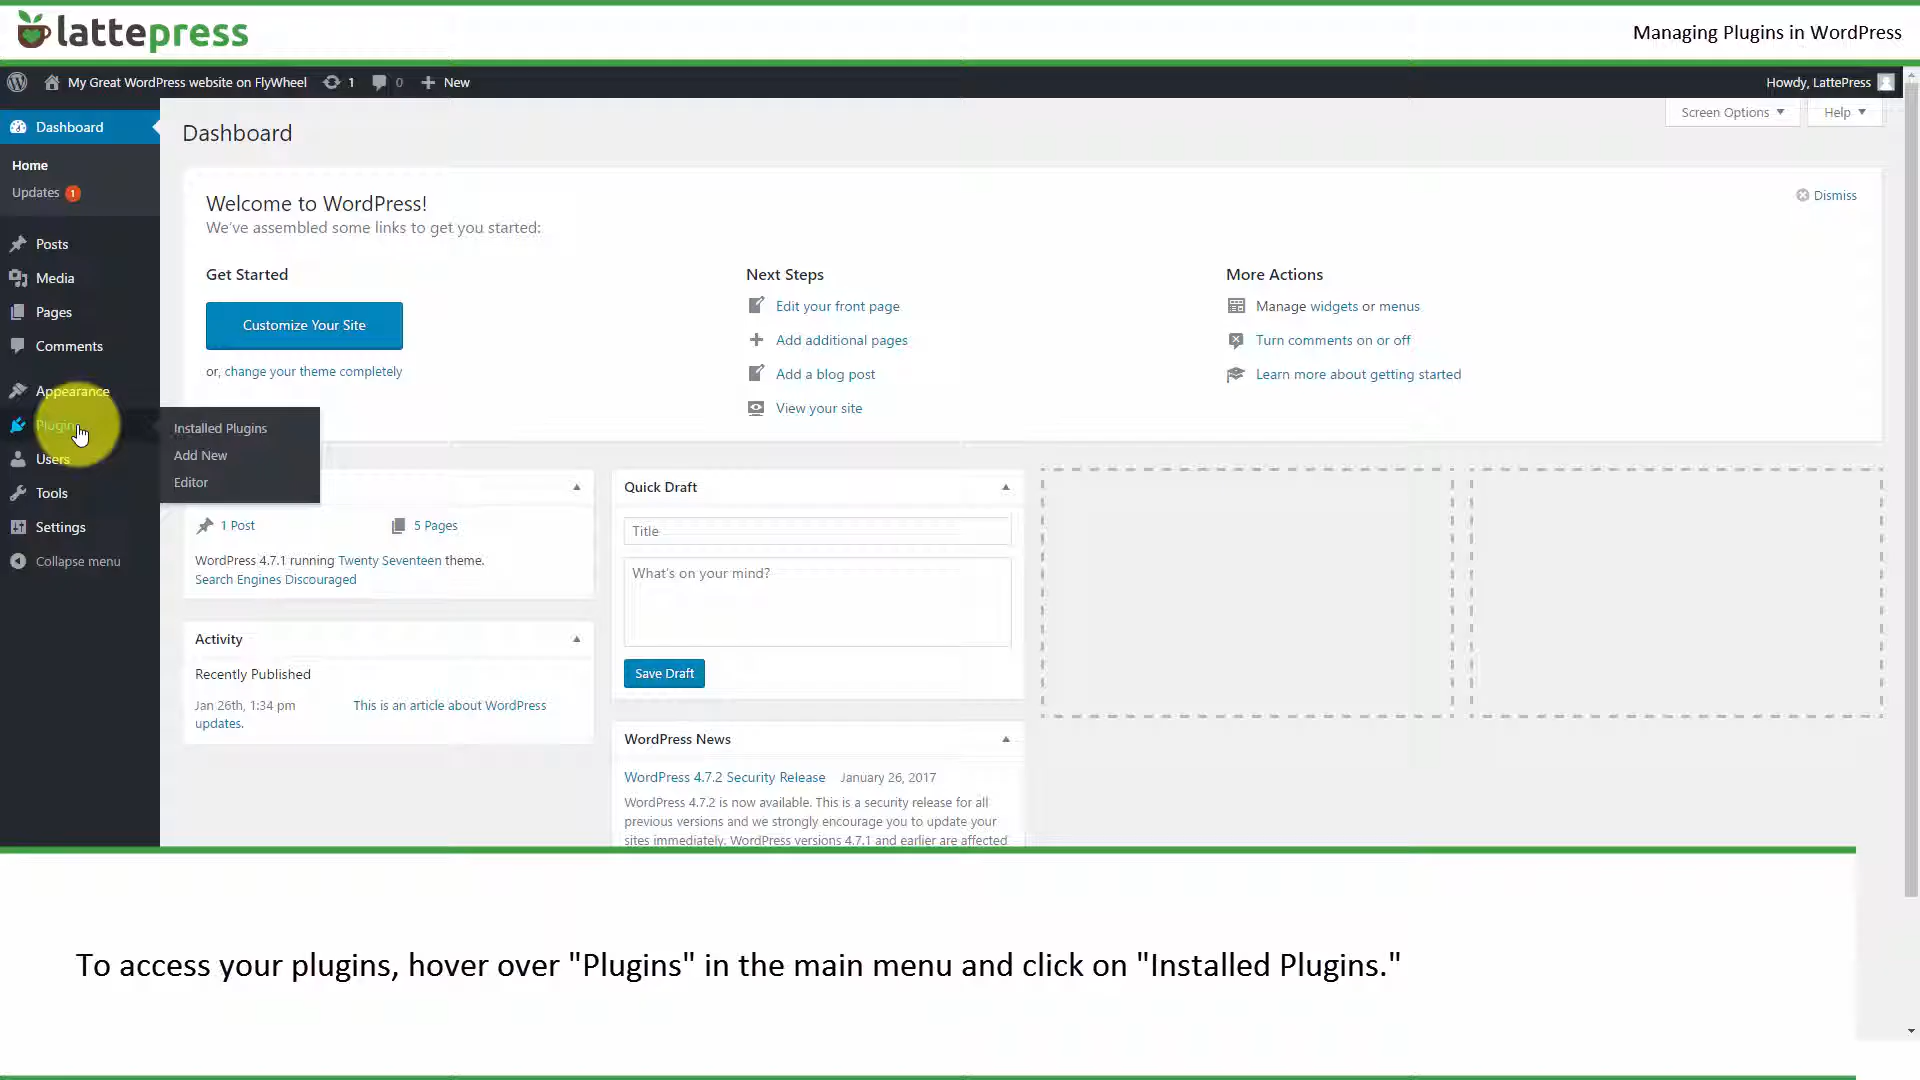 lattepress
Managing Plugins in WordPress
My Great WordPress website on FlyWheel 1 0 New
Howdy, LattePress
Dashboard
Home
Updates 1
Posts
Media
Pages
Comments
Appearance
Plugins
Users
Tools
Settings
Collapse menu
Installed Plugins
Add New
Editor
Dashboard
Screen Options
Help
Welcome to WordPress!
We've assembled some links to get you started:
Dismiss
Get Started
Customize Your Site
or, change your theme completely
Next Steps
Edit your front page
Add additional pages
Add a blog post
View your site
More Actions
Manage widgets or menus
Turn comments on or off
Learn more about getting started
1 Post
5 Pages
WordPress 4.7.1 running Twenty Seventeen theme.
Search Engines Discouraged
Activity
Recently Published
Jan 26th, 1:34 pm This is an article about WordPress
updates.
Quick Draft
Title
What's on your mind?
Save Draft
WordPress News
WordPress 4.7.2 Security Release January 26, 2017
WordPress 4.7.2 is now available. This is a security release for all
previous versions and we strongly encourage you to update your
sites immediately. WordPress versions 4.7.1 and earlier are affected
To access your plugins, hover over "Plugins" in the main menu and click on "Installed Plugins."